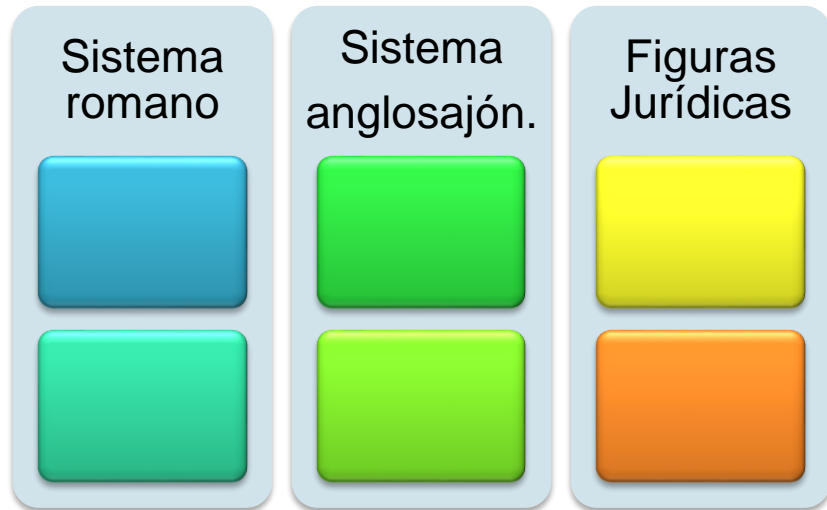 Sistema
romano
Sistema
anglosajón.
Figuras
Jurídicas